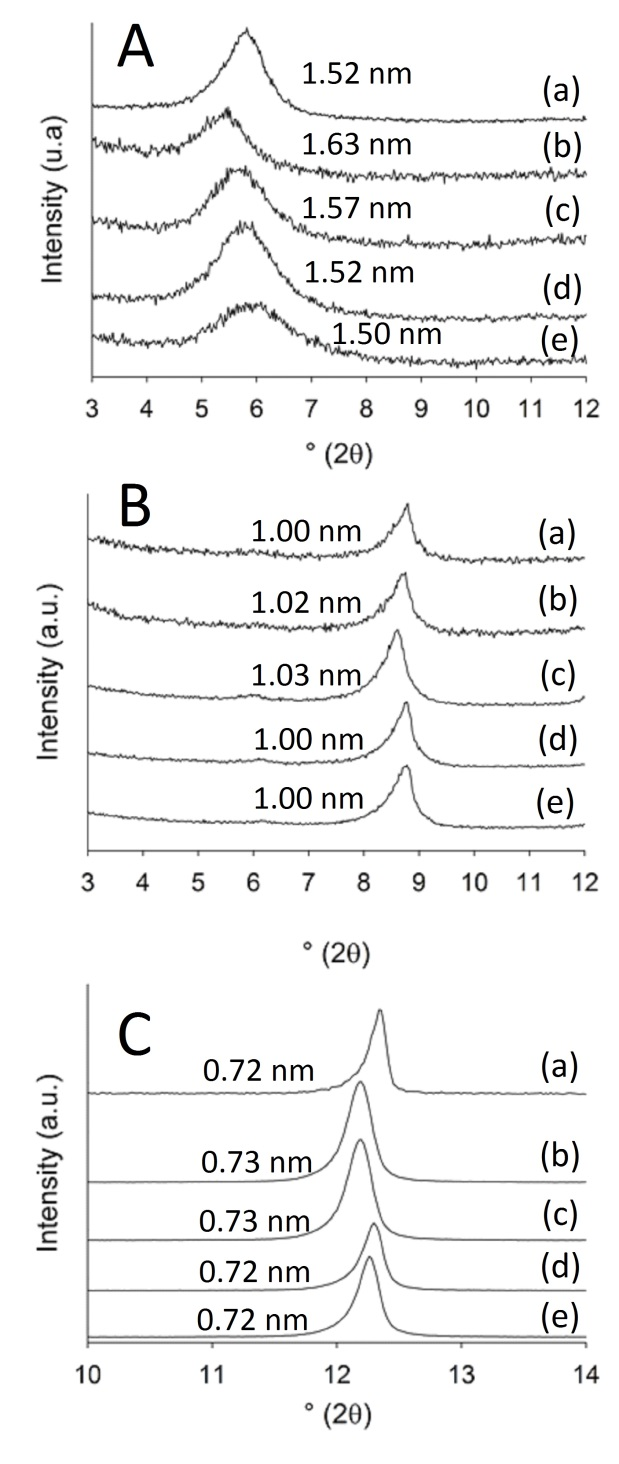 A
1.52 nm (a)
1.63 nm (b)
1.57 nm (c)
1.52 nm (d)
1.50 nm (e)
Intensity (u.a)
3 4 5 6 7 8 9 10 11 12
° (2θ)
B
1.00 nm (a)
1.02 nm (b)
1.03 nm (c)
1.00 nm (d)
1.00 nm (e)
Intensity (a.u.)
3 4 5 6 7 8 9 10 11 12
° (2θ)
C
0.72 nm (a)
0.73 nm (b)
0.73 nm (c)
0.72 nm (d)
0.72 nm (e)
Intensity (a.u.)
10 11 12 13 14
° (2θ)